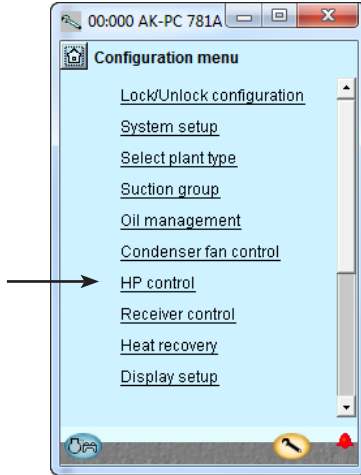 00:000 AK-PC 781A
Configuration menu
Lock/Unlock configuration
System setup
Select plant type
Suction group
Oil management
Condenser fan control
HP control
Receiver control
Heat recovery
Display setup